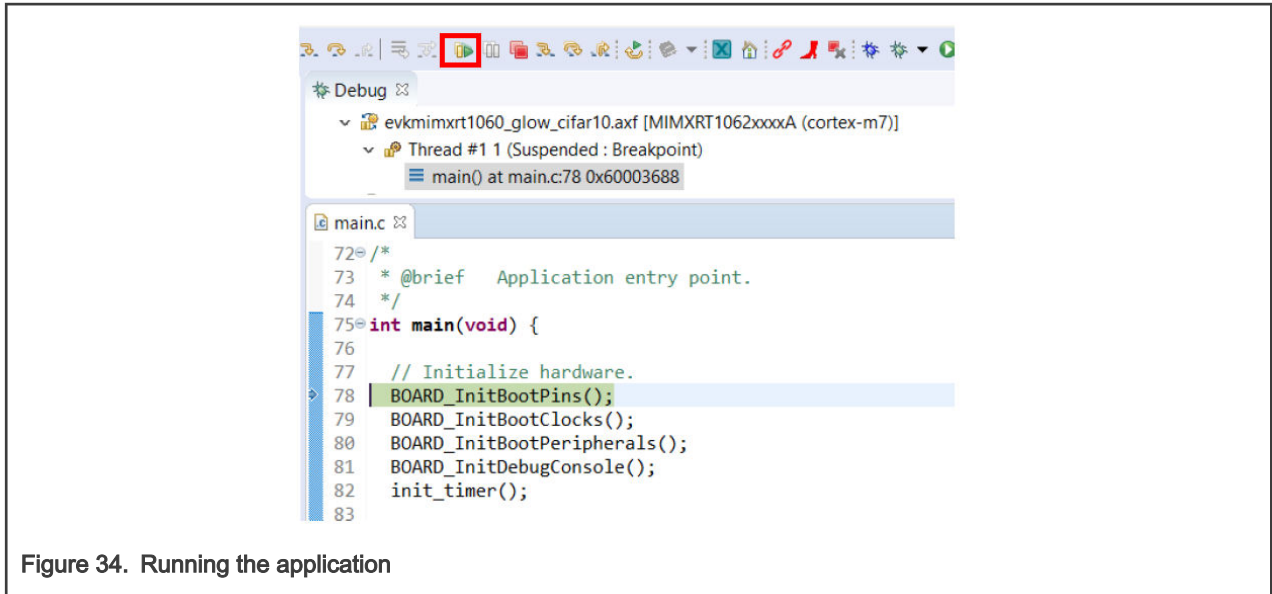 Debug
evkmimxrt1060_glow_cifar10.axf [MIMXRT1062xxxxA (cortex-m7)]
Thread #1 1 (Suspended : Breakpoint)
main() at main.c:78 0x60003688
.c main.c
72 /*
73 * @brief Application entry point.
74 */
75 int main(void) {
76
77 // Initialize hardware.
78 BOARD_InitBootPins();
79 BOARD_InitBootClocks();
80 BOARD_InitBootPeripherals();
81 BOARD_InitDebugConsole();
82 init_timer();
83
Figure 34. Running the application